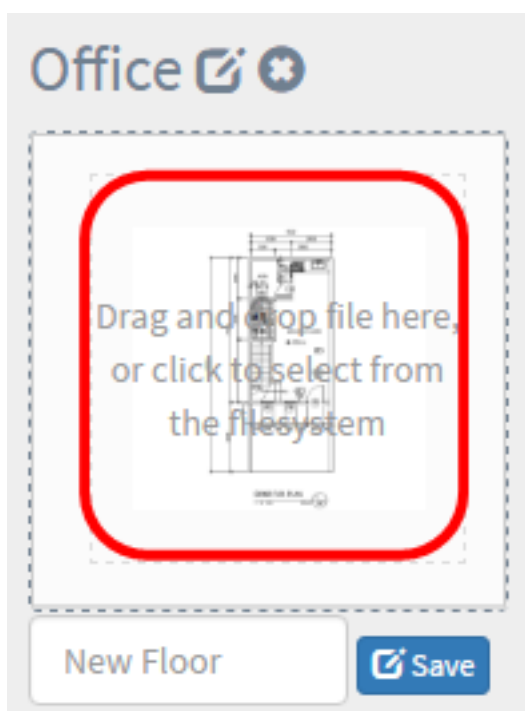 Office
Drag and drop file here,
or click to select from
the filesystem
New Floor
Save